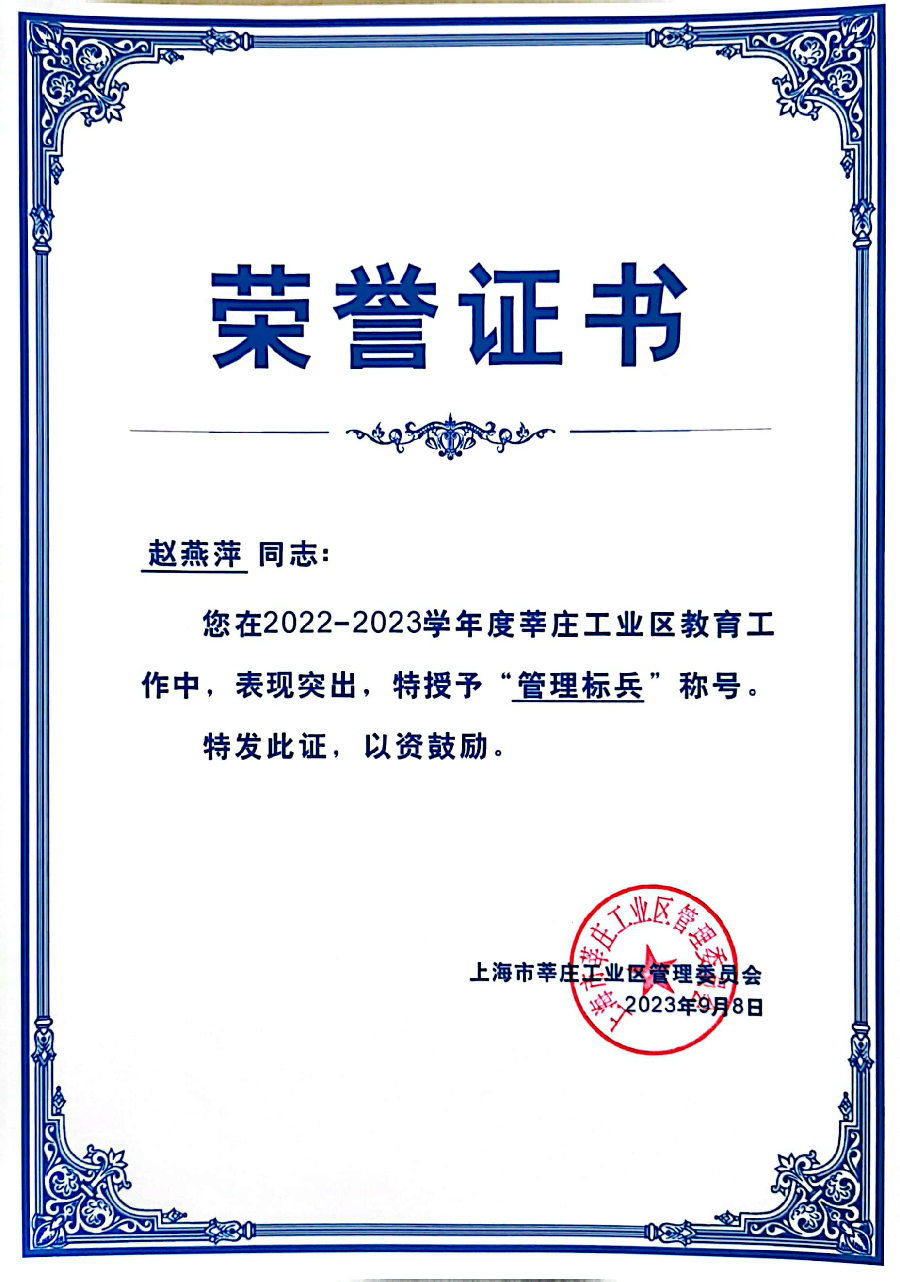 荣誉证书
赵燕萍 同志：
您在2022-2023学年度莘庄工业区教育工
作中，表现突出，特授予“管理标兵”称号。
特发此证，以资鼓励。
上海市莘庄工业区管理委员会
上海市莘庄工业区管理委员会
2023年9月8日